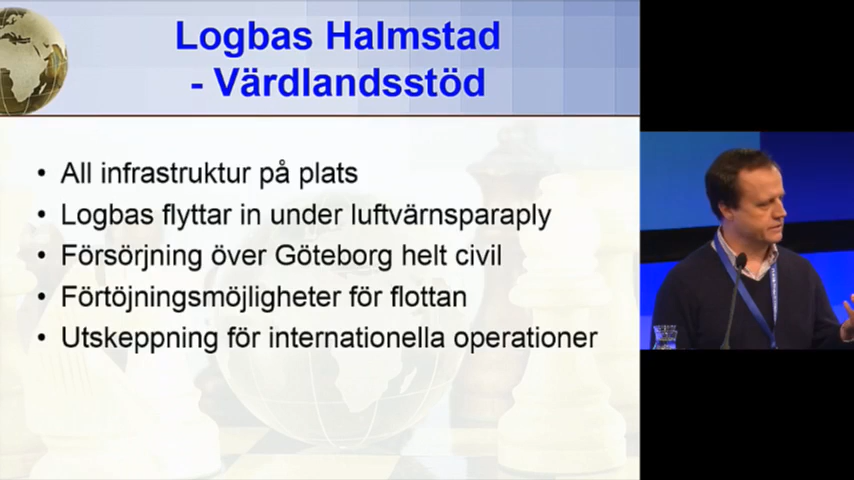 Logbas Halmstad
- Värdlandsstöd
• All infrastruktur på plats
• Logbas flyttar in under luftvärnsparaply
• Försörjning över Göteborg helt civil
• Förtöjningsmöjligheter för flottan
• Utskeppning för internationella operationer